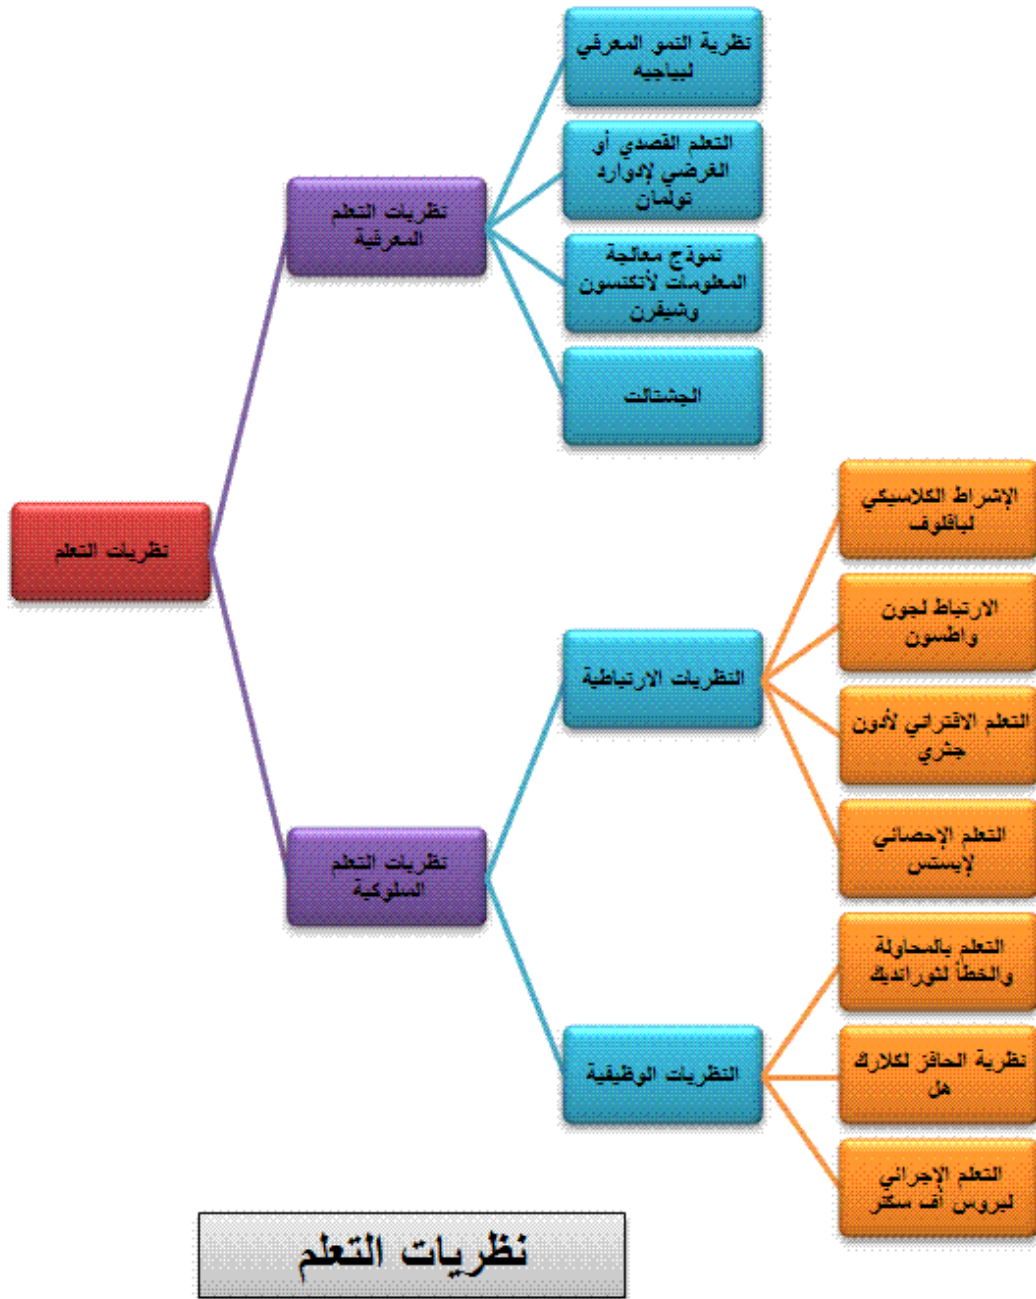 نظرية النمو المعرفي
لبياجيه
التعلم القصدي أو
الغرضي لإدوارد
تولمان
نظريات التعلم
المعرفية
نموذج معالجة
المعلومات لأتكنسون
وشيفرن
الجشتالت
الإشراط الكلاسيكي
لبافلوف
نظريات التعلم
الارتباط لجون
واطسون
النظريات الارتباطية
التعلم الاقتراني لأدون
جثري
التعلم الإحصائي
لإيستس
نظريات التعلم
السلوكية
التعلم بالمحاولة
والخطأ لثورانديك
النظريات الوظيفية
نظرية الحافز لكلارك
هل
التعلم الإجرائي
لبروس أف سكنر
نظريات التعلم